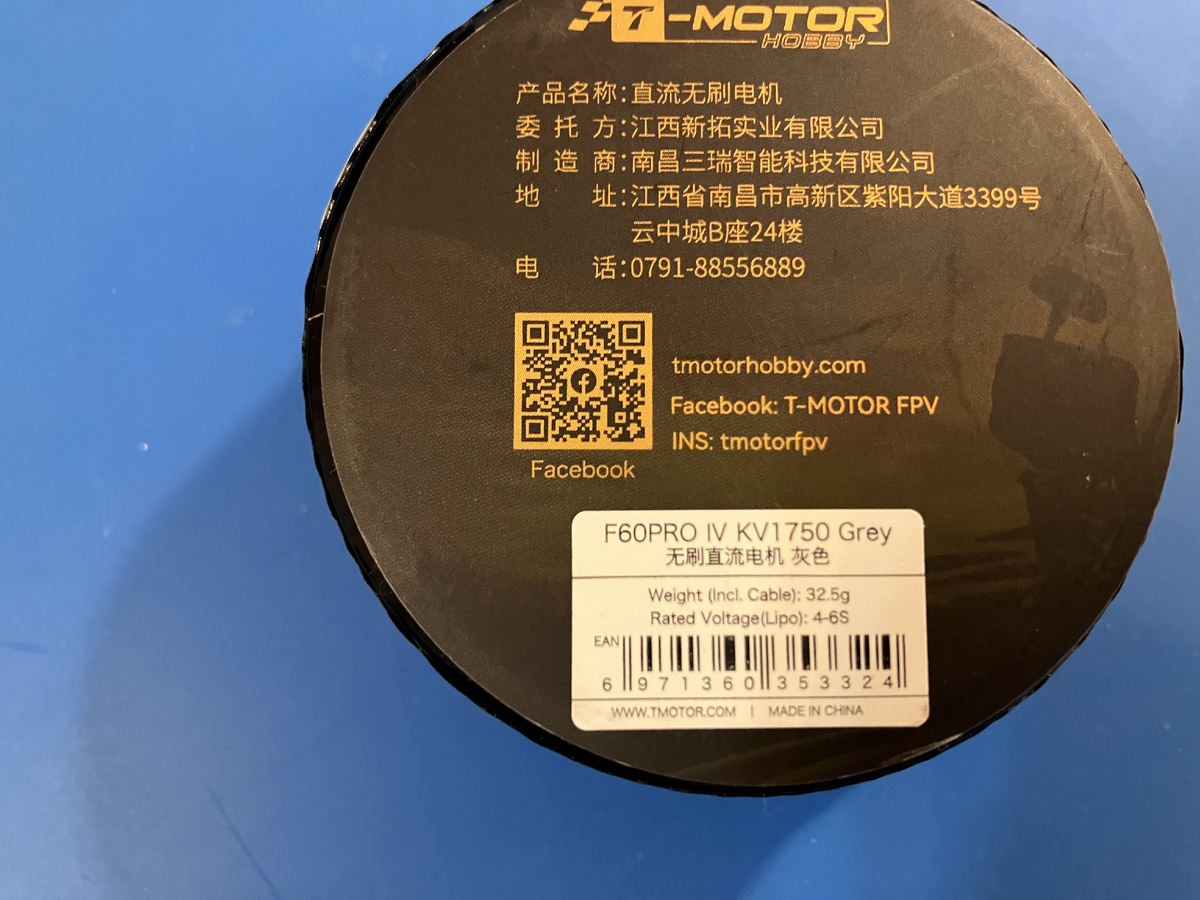 T-MOTOR
HOBBY
产品名称:直流无刷电机
委托方:江西新拓实业有限公司
制造商:南昌三瑞智能科技有限公司
地址:江西省南昌市高新区紫阳大道3399号
云中城B座24楼
电话:0791-88556889
tmotorhobby.com
Facebook: T-MOTOR FPV
INS: tmotorfpv
Facebook
F60PRO IV KV1750 Grey
无刷直流电机 灰色
Weight (Incl. Cable): 32.5g
Rated Voltage(Lipo): 4-6S
EAN
6 971360 353324
WWW.TMOTOR.COM | MADE IN CHINA